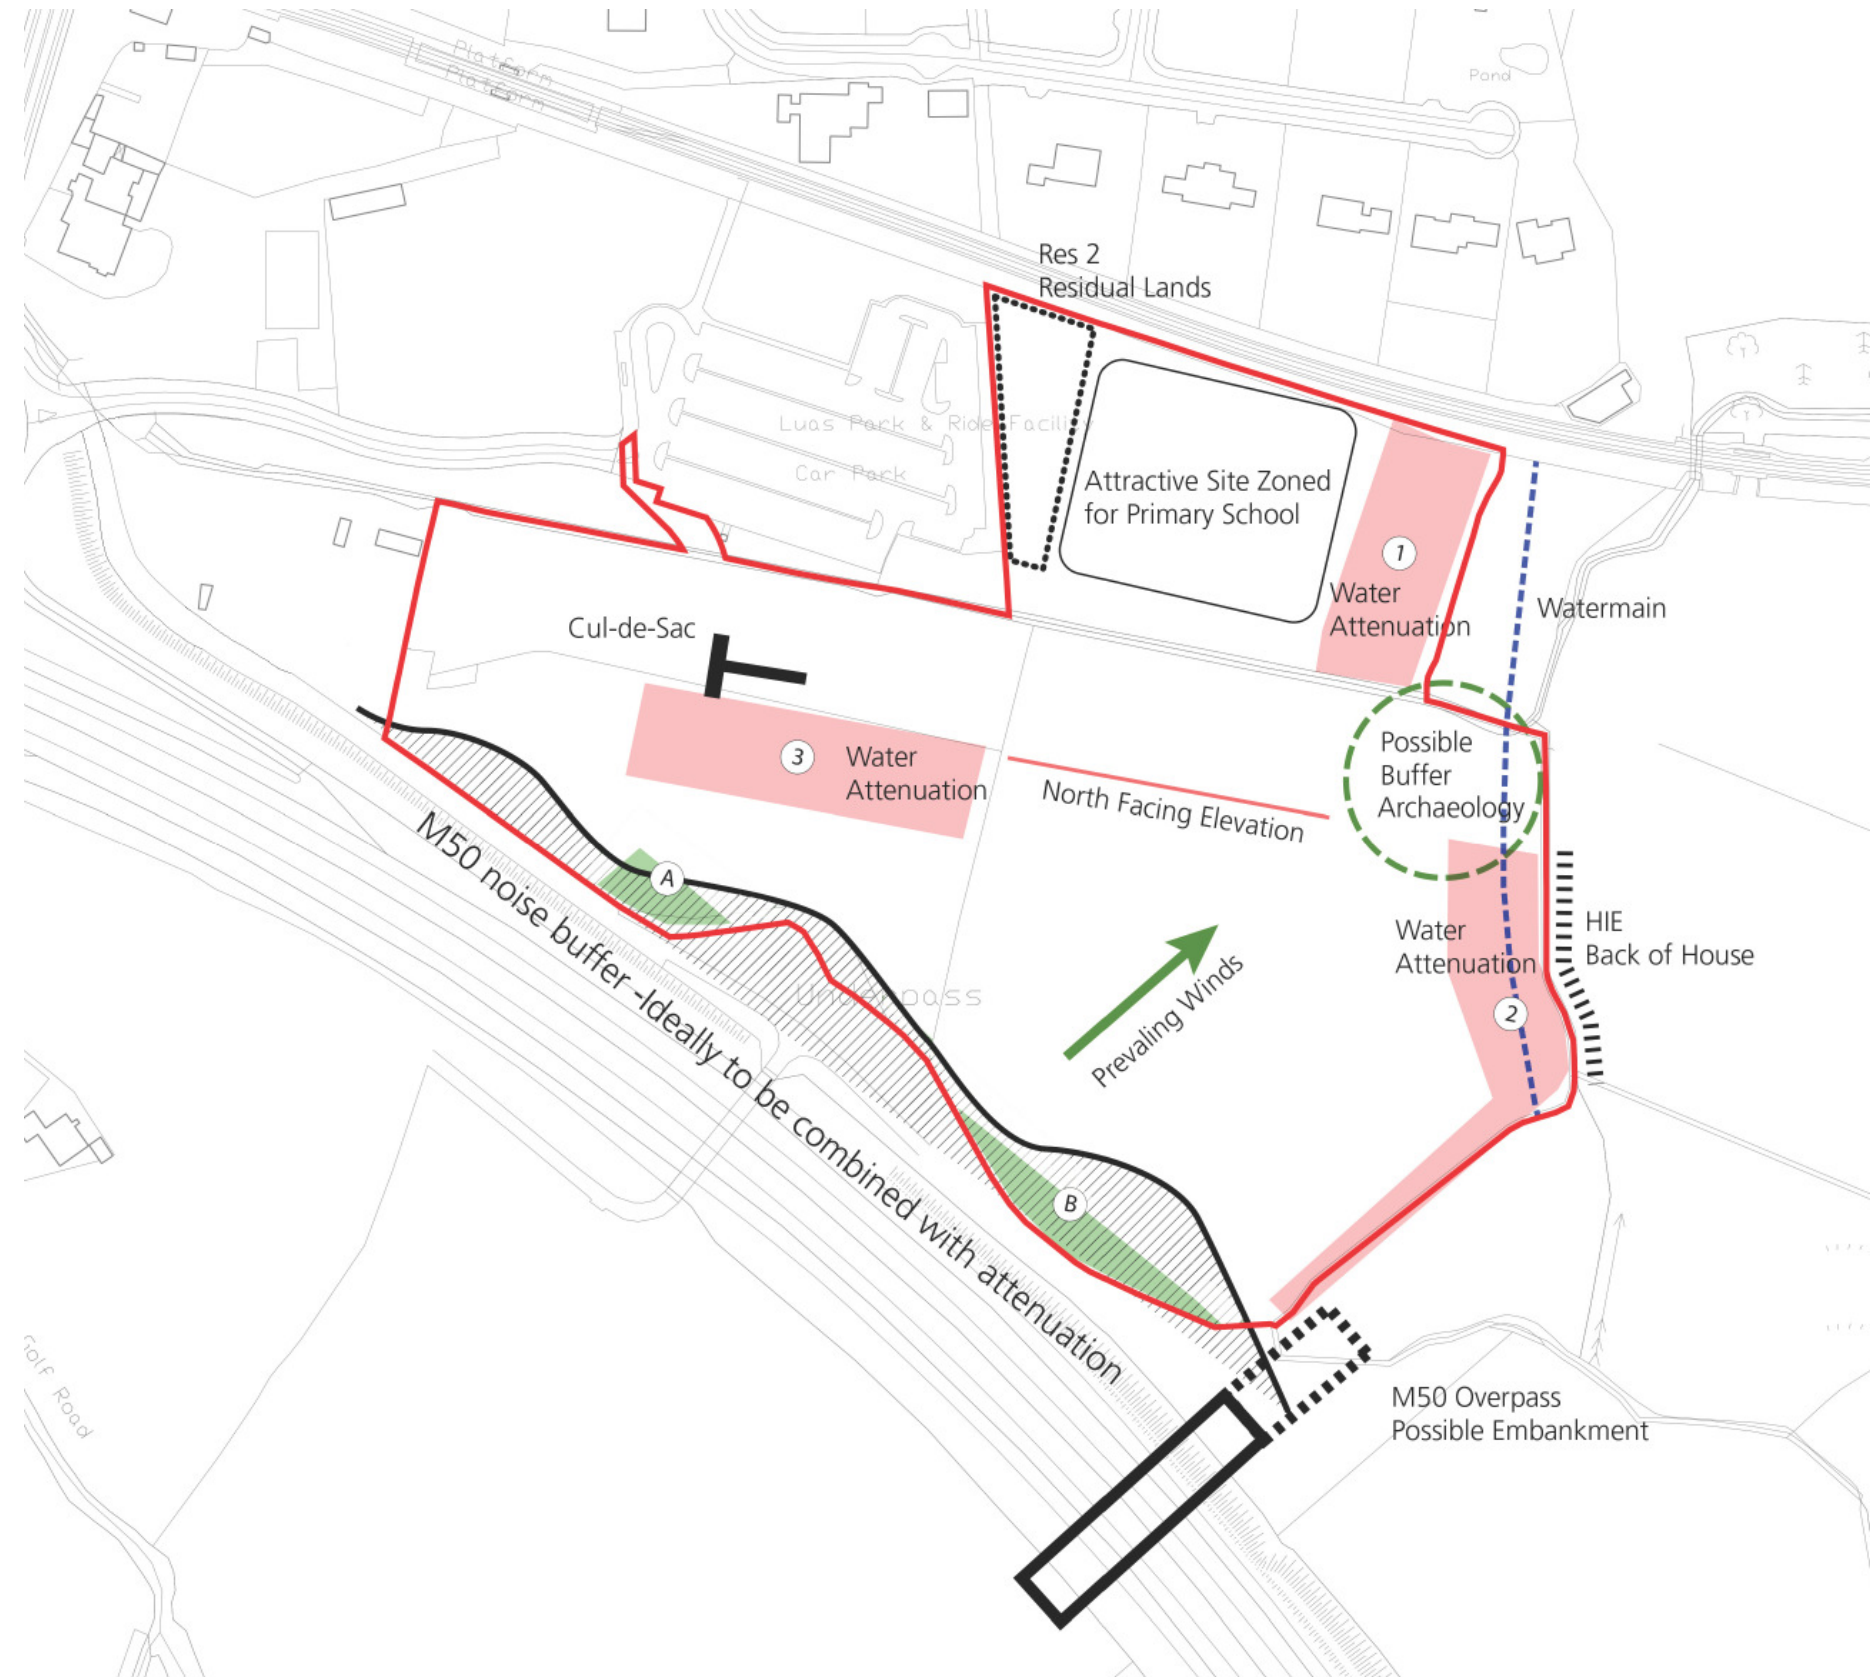 Platform
Platform
Pond
Res 2
Residual Lands
Luas Park & Ride Facility
Car Park
Attractive Site Zoned
for Primary School
1
Water
Attenuation
Watermain
Cul-de-Sac
3
Water
Attenuation
North Facing Elevation
Possible
Buffer
Archaeology
A
M50 noise buffer -Ideally to be combined with attenuation
Water
Attenuation
HIE
Back of House
2
Underpass
Prevaling Winds
B
M50 Overpass
Possible Embankment
Golf Road